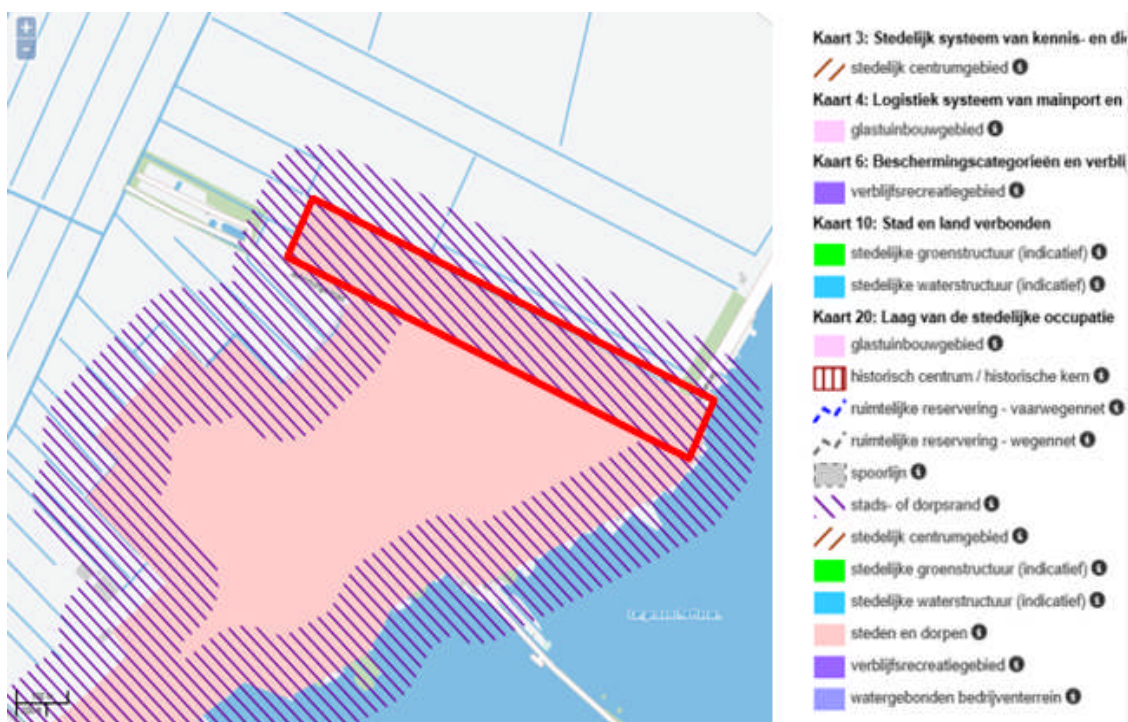 +
-
Kaart 3: Stedelijk systeem van kennis- en di
stedelijk centrumgebied
Kaart 4: Logistiek systeem van mainport en
glastuinbouwgebied
Kaart 6: Beschermingscategorieën en verblij
verblijfsrecreatiegebied
Kaart 10: Stad en land verbonden
stedelijke groenstructuur (indicatief)
stedelijke waterstructuur (indicatief)
Kaart 20: Laag van de stedelijke occupatie
glastuinbouwgebied
historisch centrum / historische kern
ruimtelijke reservering - vaarwegennet
ruimtelijke reservering - wegennet
spoorlijn
stads- of dorpsrand
stedelijk centrumgebied
stedelijke groenstructuur (indicatief)
stedelijke waterstructuur (indicatief)
steden en dorpen
verblijfsrecreatiegebied
watergebonden bedrijventerrein